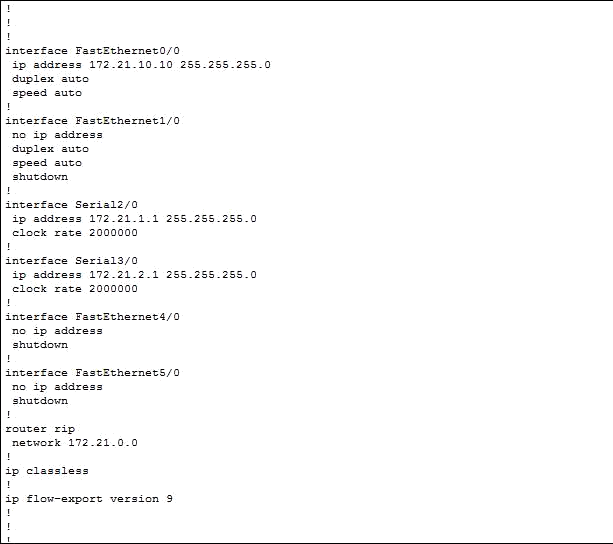 !
!
!
interface FastEthernet0/0
 ip address 172.21.10.10 255.255.255.0
 duplex auto
 speed auto
!
interface FastEthernet1/0
 no ip address
 duplex auto
 speed auto
 shutdown
!
interface Serial2/0
 ip address 172.21.1.1 255.255.255.0
 clock rate 2000000
!
interface Serial3/0
 ip address 172.21.2.1 255.255.255.0
 clock rate 2000000
!
interface FastEthernet4/0
 no ip address
 shutdown
!
interface FastEthernet5/0
 no ip address
 shutdown
!
router rip
 network 172.21.0.0
!
ip classless
!
ip flow-export version 9
!
!
!